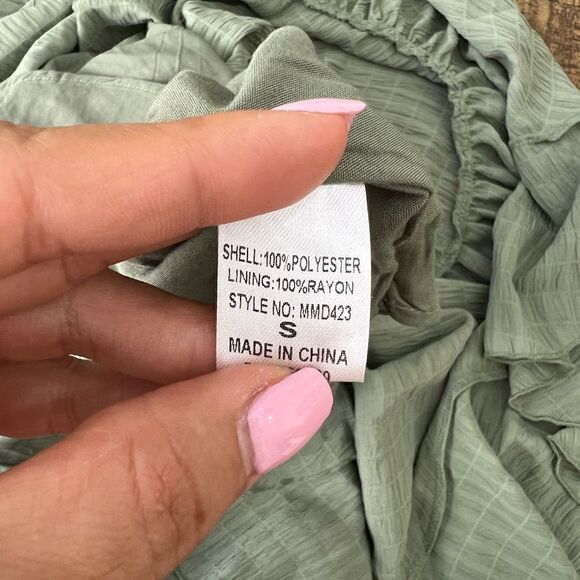 SHELL:100%POLYESTER
LINING:100%RAYON
STYLE NO: MMD423
S
MADE IN CHINA